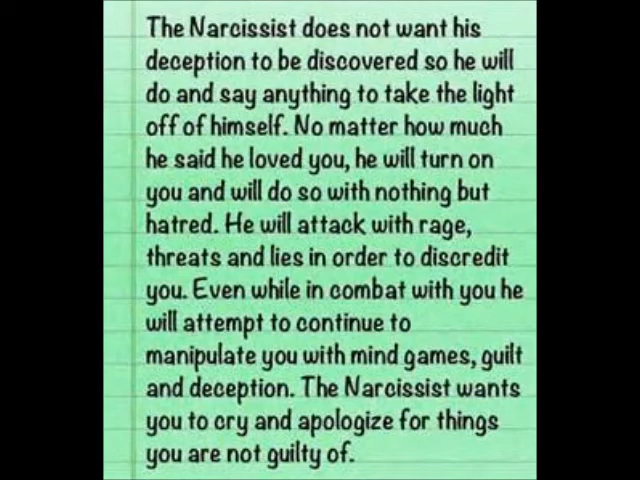 The Narcissist does not want his
deception to be discovered so he will
do and say anything to take the light
off of himself. No matter how much
he said he loved you, he will turn on
you and will do so with nothing but
hatred. He will attack with rage,
threats and lies in order to discredit
you. Even while in combat with you he
will attempt to continue to
manipulate you with mind games, guilt
and deception. The Narcissist wants
you to cry and apologize for things
you are not guilty of.